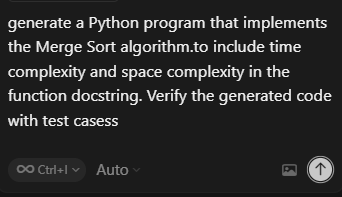 generate a Python program that implements
the Merge Sort algorithm.to include time
complexity and space complexity in the
function docstring. Verify the generated code
with test casess
Ctrl+I Auto